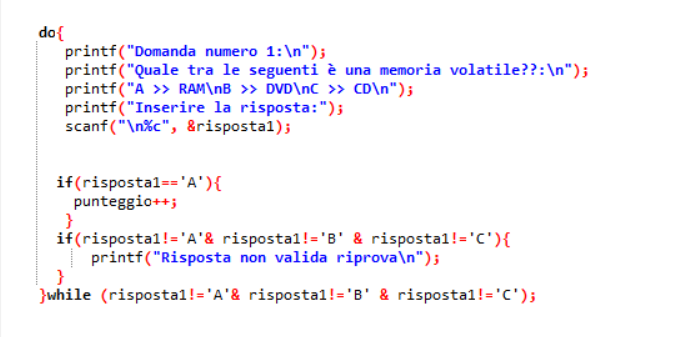 do{
printf("Domanda numero 1:\n");
printf("Quale tra le seguenti è una memoria volatile??:\n");
printf("A >> RAM\nB >> DVD\nC >> CD\n");
printf("Inserire la risposta:");
scanf("\n%c", &risposta1);
if(risposta1=='A'){
punteggio++;
}
if(risposta1!='A'& risposta1!='B' & risposta1!='C'){
printf("Risposta non valida riprova\n");
}
}while (risposta1!='A'& risposta1!='B' & risposta1!='C');